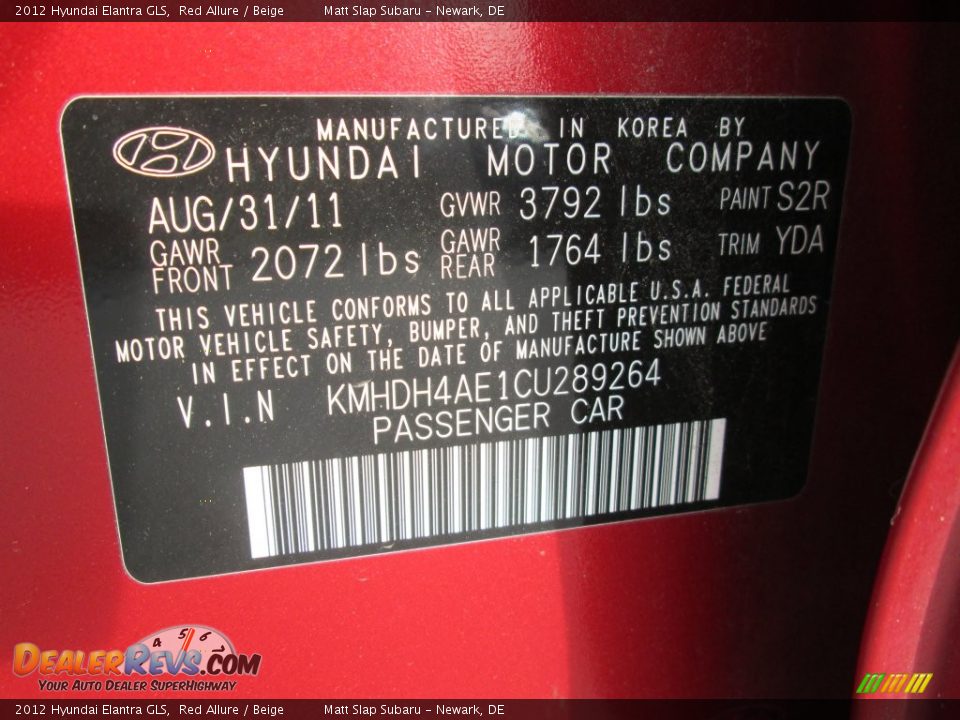 2012 Hyundai Elantra GLS, Red Allure / Beige Matt Slap Subaru - Newark, DE
MANUFACTURED IN KOREA BY
HYUNDAI MOTOR COMPANY
AUG/31/11 GVWR 3792 lbs PAINT S2R
GAWR FRONT 2072 lbs GAWR REAR 1764 lbs TRIM YDA
THIS VEHICLE CONFORMS TO ALL APPLICABLE U.S.A. FEDERAL
MOTOR VEHICLE SAFETY, BUMPER, AND THEFT PREVENTION STANDARDS
IN EFFECT ON THE DATE OF MANUFACTURE SHOWN ABOVE
V.I.N KMHDH4AE1CU289264
PASSENGER CAR
4 5 6 7
DealerRevs.com
Your Auto Dealer SuperHighway
2012 Hyundai Elantra GLS, Red Allure / Beige Matt Slap Subaru - Newark, DE